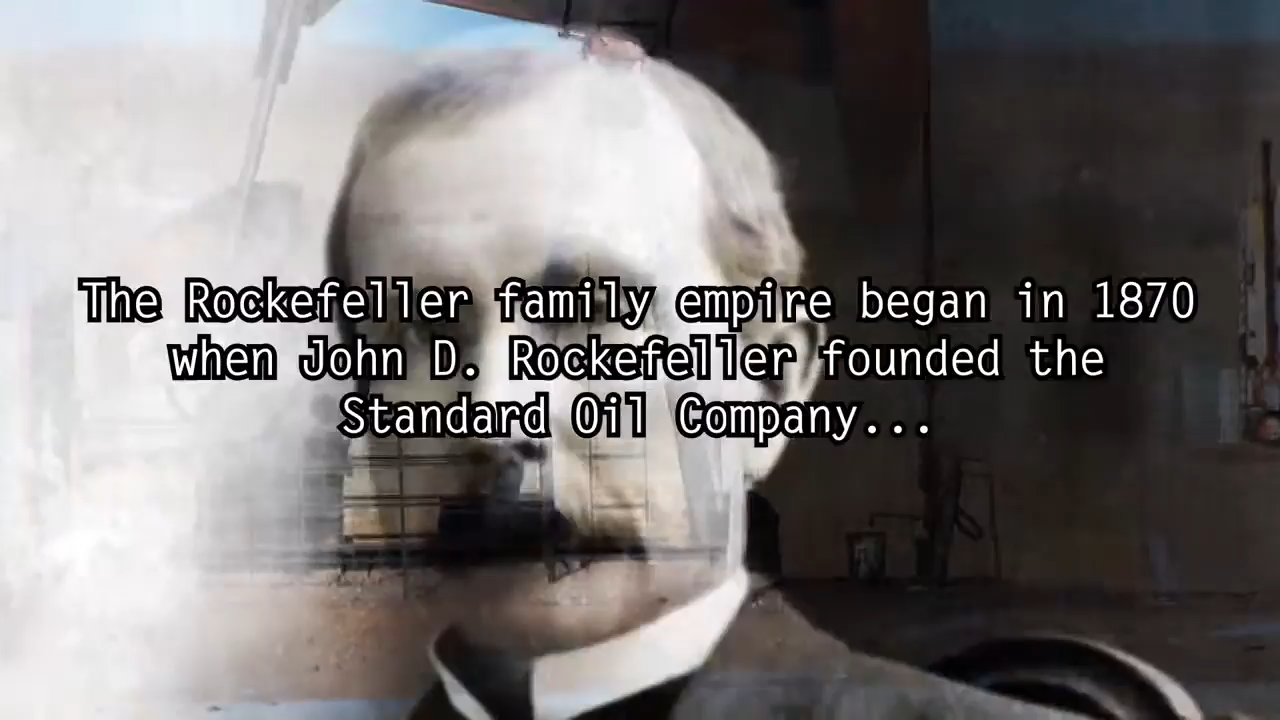 The Rockefeller family empire began in 1870
when John D. Rockefeller founded the
Standard Oil Company...